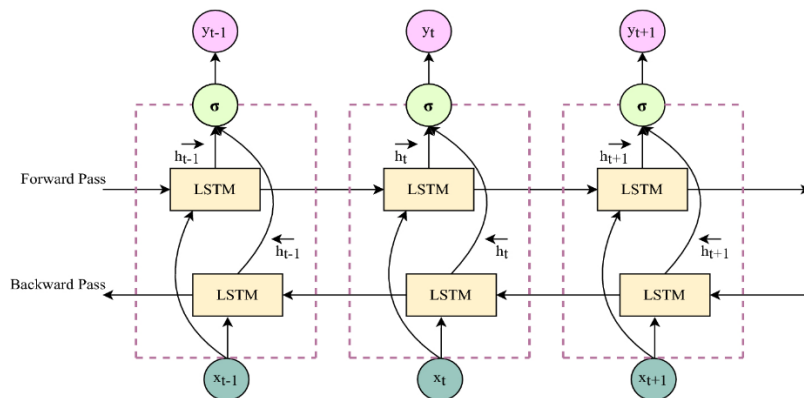 yt-1 yt yt+1
σ σ σ
→ht-1 →ht →ht+1
Forward Pass LSTM LSTM LSTM
←ht-1 ←ht ←ht+1
Backward Pass LSTM LSTM LSTM
xt-1 xt xt+1